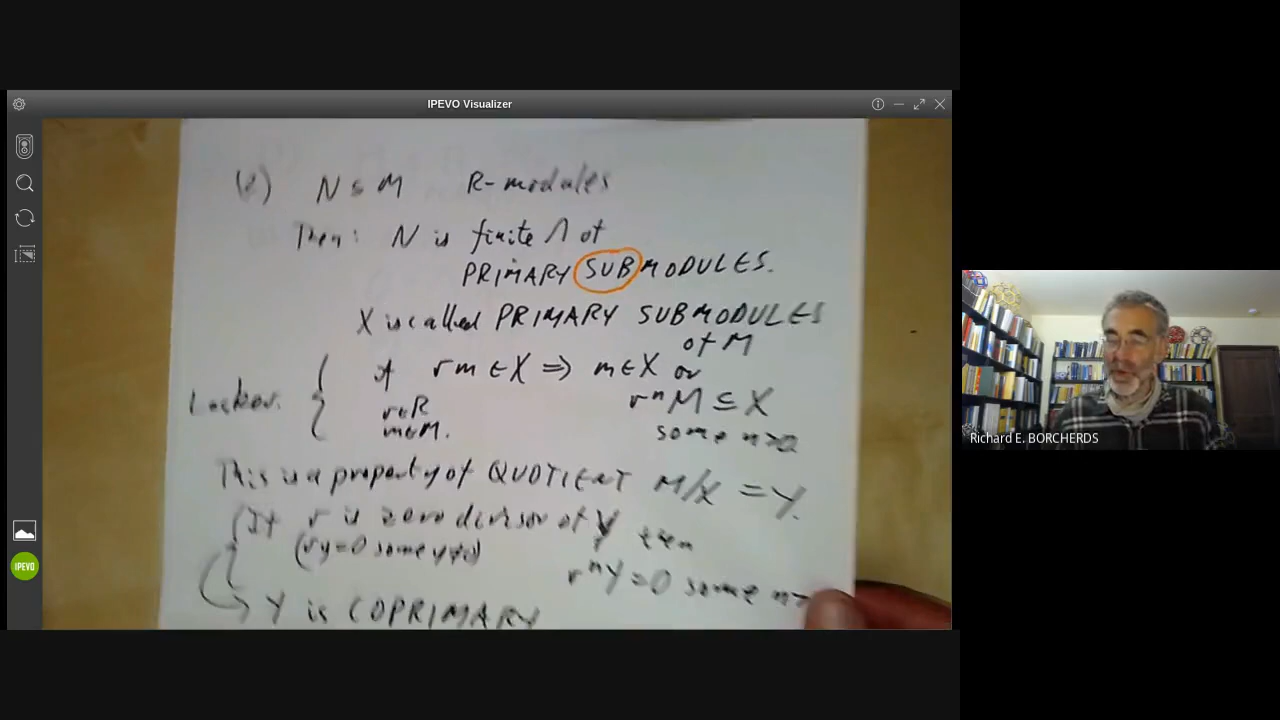 IPEVO Visualizer
(2) N ⊆ M R-modules
Then: N is finite ∩ of
PRIMARY SUBMODULES.
X is called PRIMARY SUBMODULES
of M
if rm ∈ X ⇒ m ∈ X or
r∈R rⁿM ⊆ X
m∈M. some n>0
Lasker.
This is a property of QUOTIENT M/X = Y.
If r is zero divisor of Y then
(ry=0 some y≠0)
rⁿY=0 some n>
Y is COPRIMARY
IPEVO
Richard E. BORCHERDS